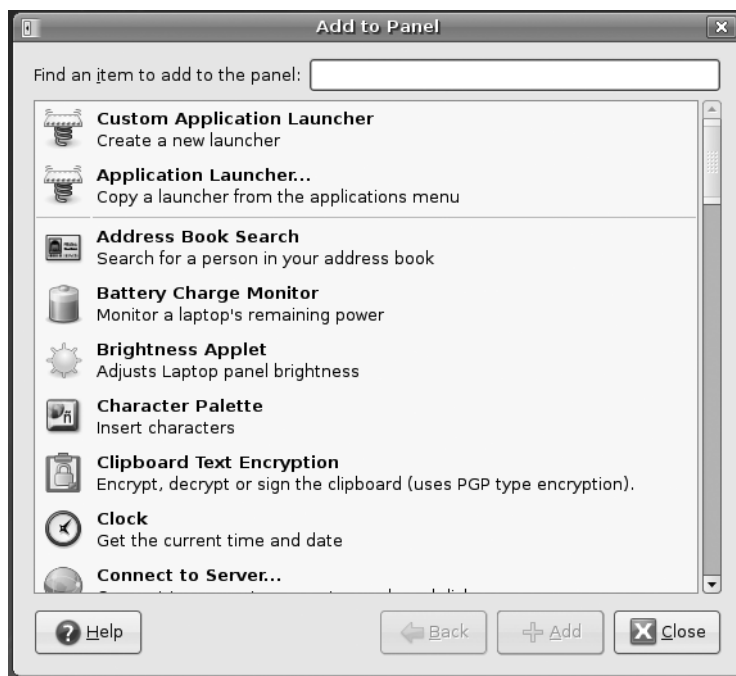 Add to Panel
Find an item to add to the panel:
Custom Application Launcher
Create a new launcher
Application Launcher...
Copy a launcher from the applications menu
Address Book Search
Search for a person in your address book
Battery Charge Monitor
Monitor a laptop's remaining power
Brightness Applet
Adjusts Laptop panel brightness
Character Palette
Insert characters
Clipboard Text Encryption
Encrypt, decrypt or sign the clipboard (uses PGP type encryption).
Clock
Get the current time and date
Connect to Server...
Help
Back
Add
Close